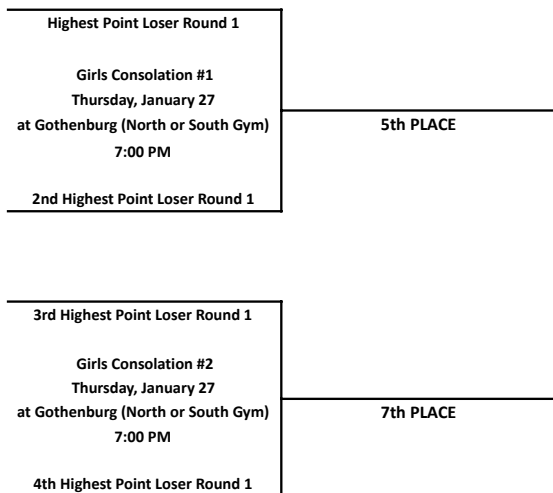 Highest Point Loser Round 1
Girls Consolation #1
Thursday, January 27
at Gothenburg (North or South Gym)
5th PLACE
7:00 PM
2nd Highest Point Loser Round 1
3rd Highest Point Loser Round 1
Girls Consolation #2
Thursday, January 27
at Gothenburg (North or South Gym)
7th PLACE
7:00 PM
4th Highest Point Loser Round 1